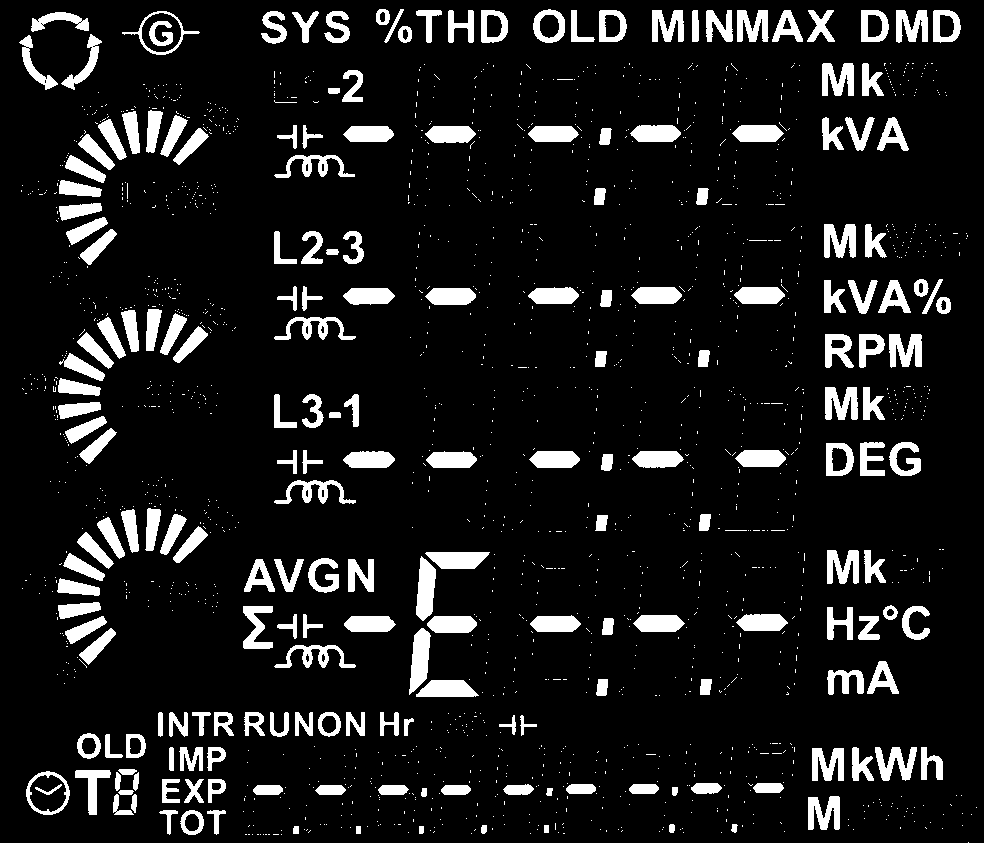 G SYS %THD OLD MINMAX DMD
-2 Mk
kVA
L2-3 Mk
kVA%
RPM
L3-1 Mk
DEG
AVGN E Mk
Σ Hz°C
mA
INTR RUNON Hr
OLD IMP MkWh
T8 EXP
TOT M